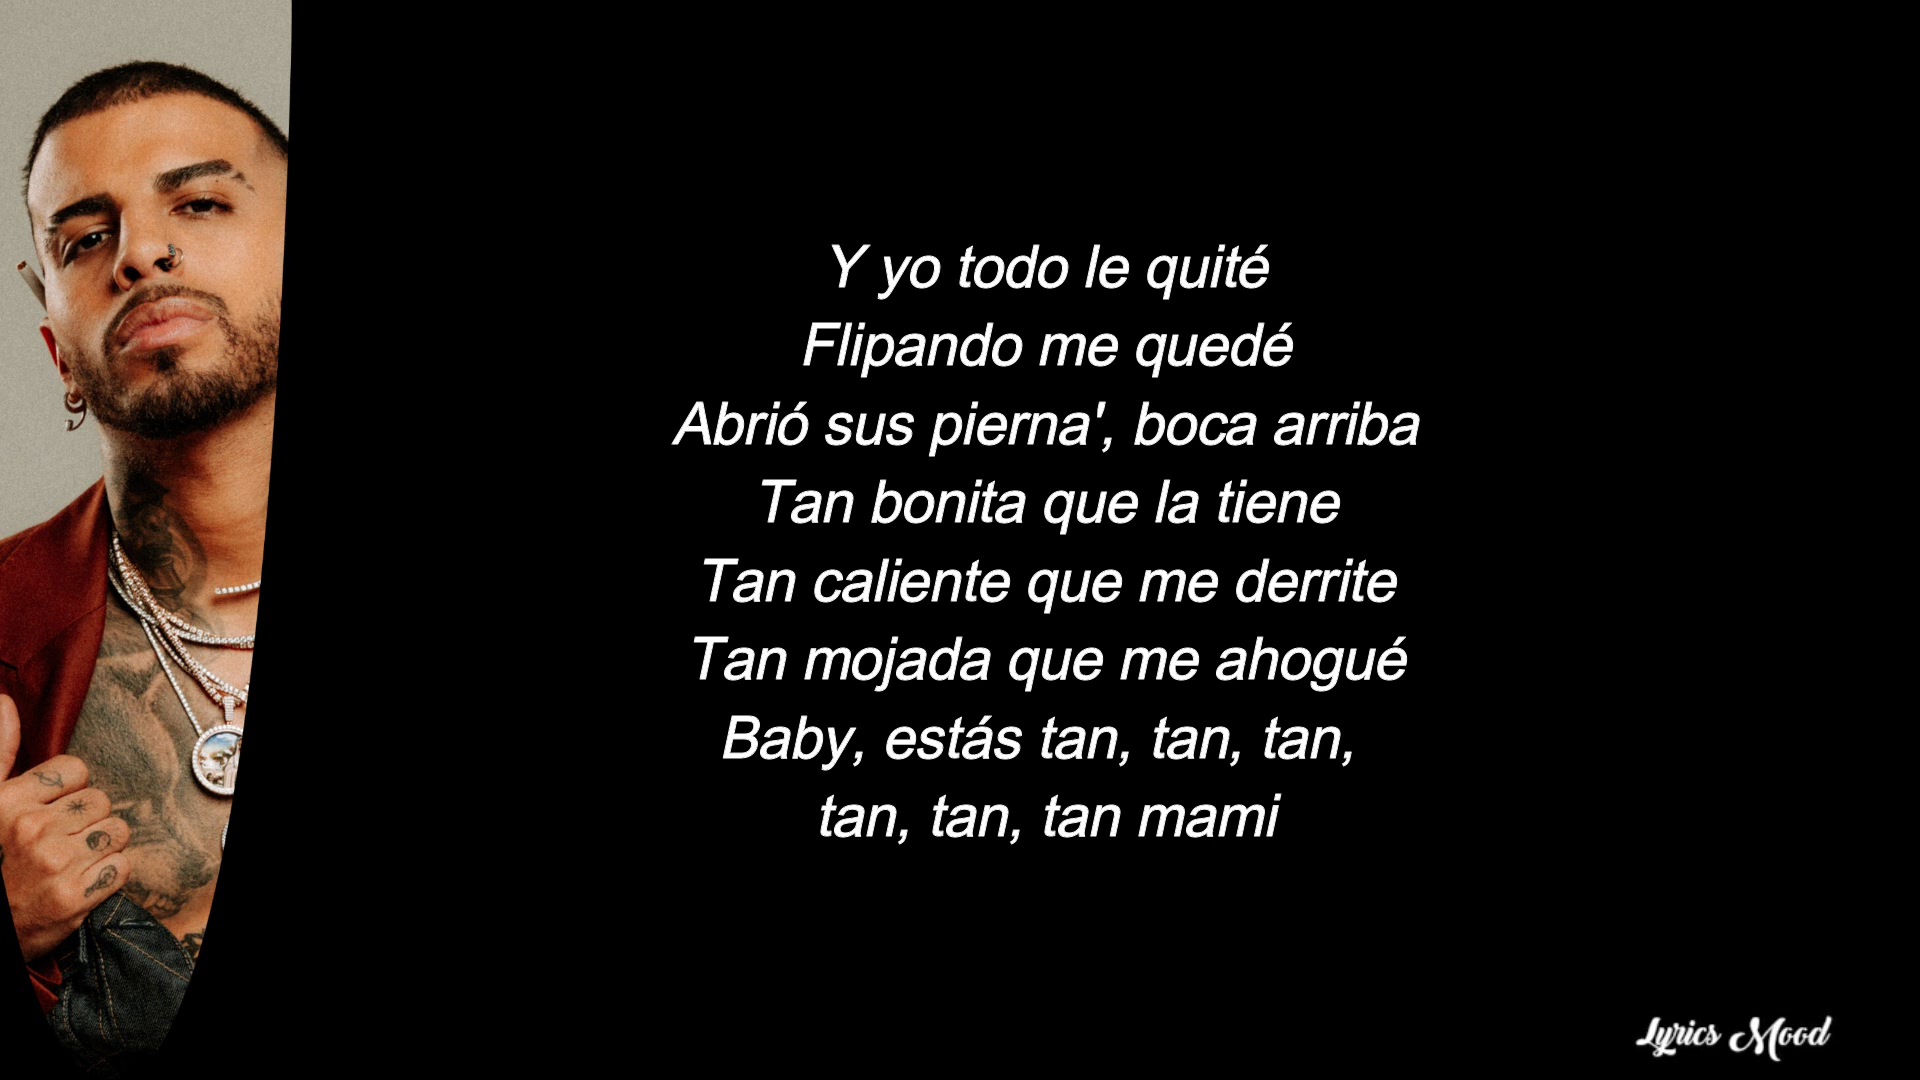 Y yo todo le quité
Flipando me quedé
Abrió sus pierna', boca arriba
Tan bonita que la tiene
Tan caliente que me derrite
Tan mojada que me ahogué
Baby, estás tan, tan, tan,
tan, tan, tan mami
Lyrics Mood